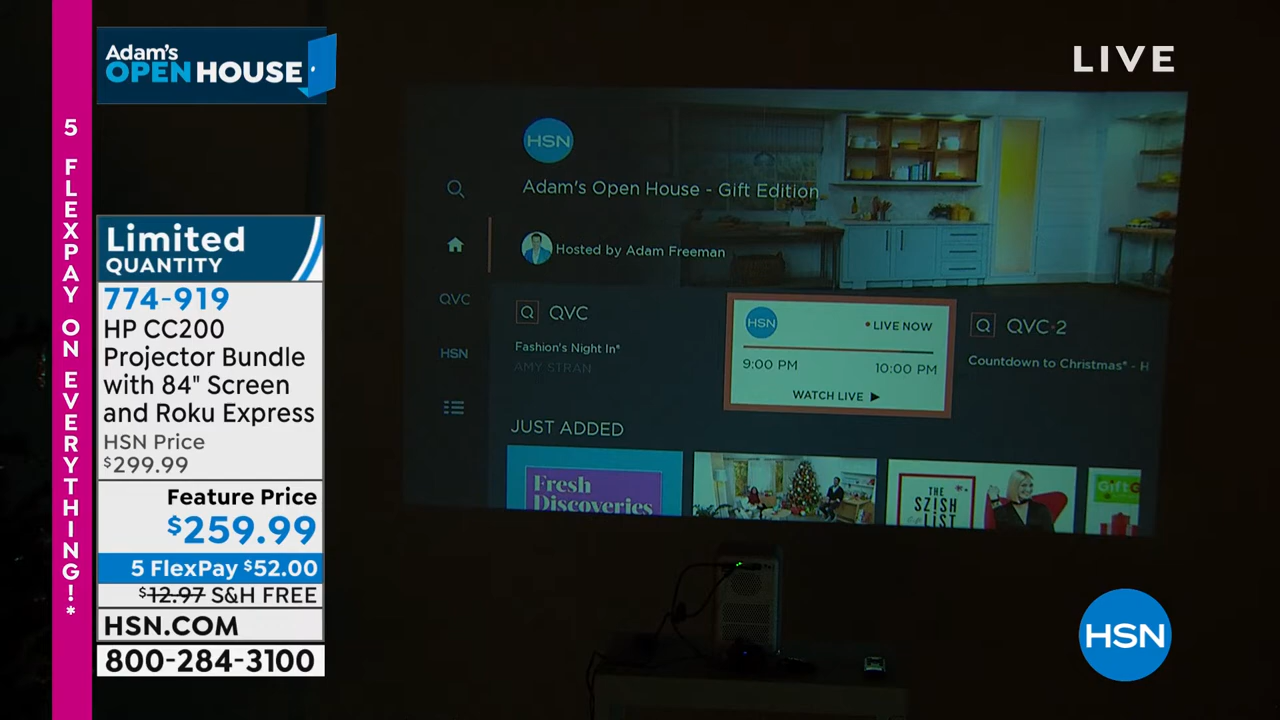 Adam's
OPEN HOUSE
LIVE
5 FLEXPAY ON EVERYTHING!*
Limited
QUANTITY
774-919
HP CC200
Projector Bundle
with 84" Screen
and Roku Express
HSN Price
$299.99
Feature Price
$259.99
5 FlexPay $52.00
$12.97 S&H FREE
HSN.COM
800-284-3100
HSN
Adam's Open House - Gift Edition
Hosted by Adam Freeman
QVC
HSN
Q QVC
Fashion's Night In®
AMY STRAN
HSN
• LIVE NOW
9:00 PM
10:00 PM
WATCH LIVE ▶
Q QVC•2
Countdown to Christmas® - H
JUST ADDED
Fresh
Discoveries
THE
SZISH
LIST
GiftG
HSN